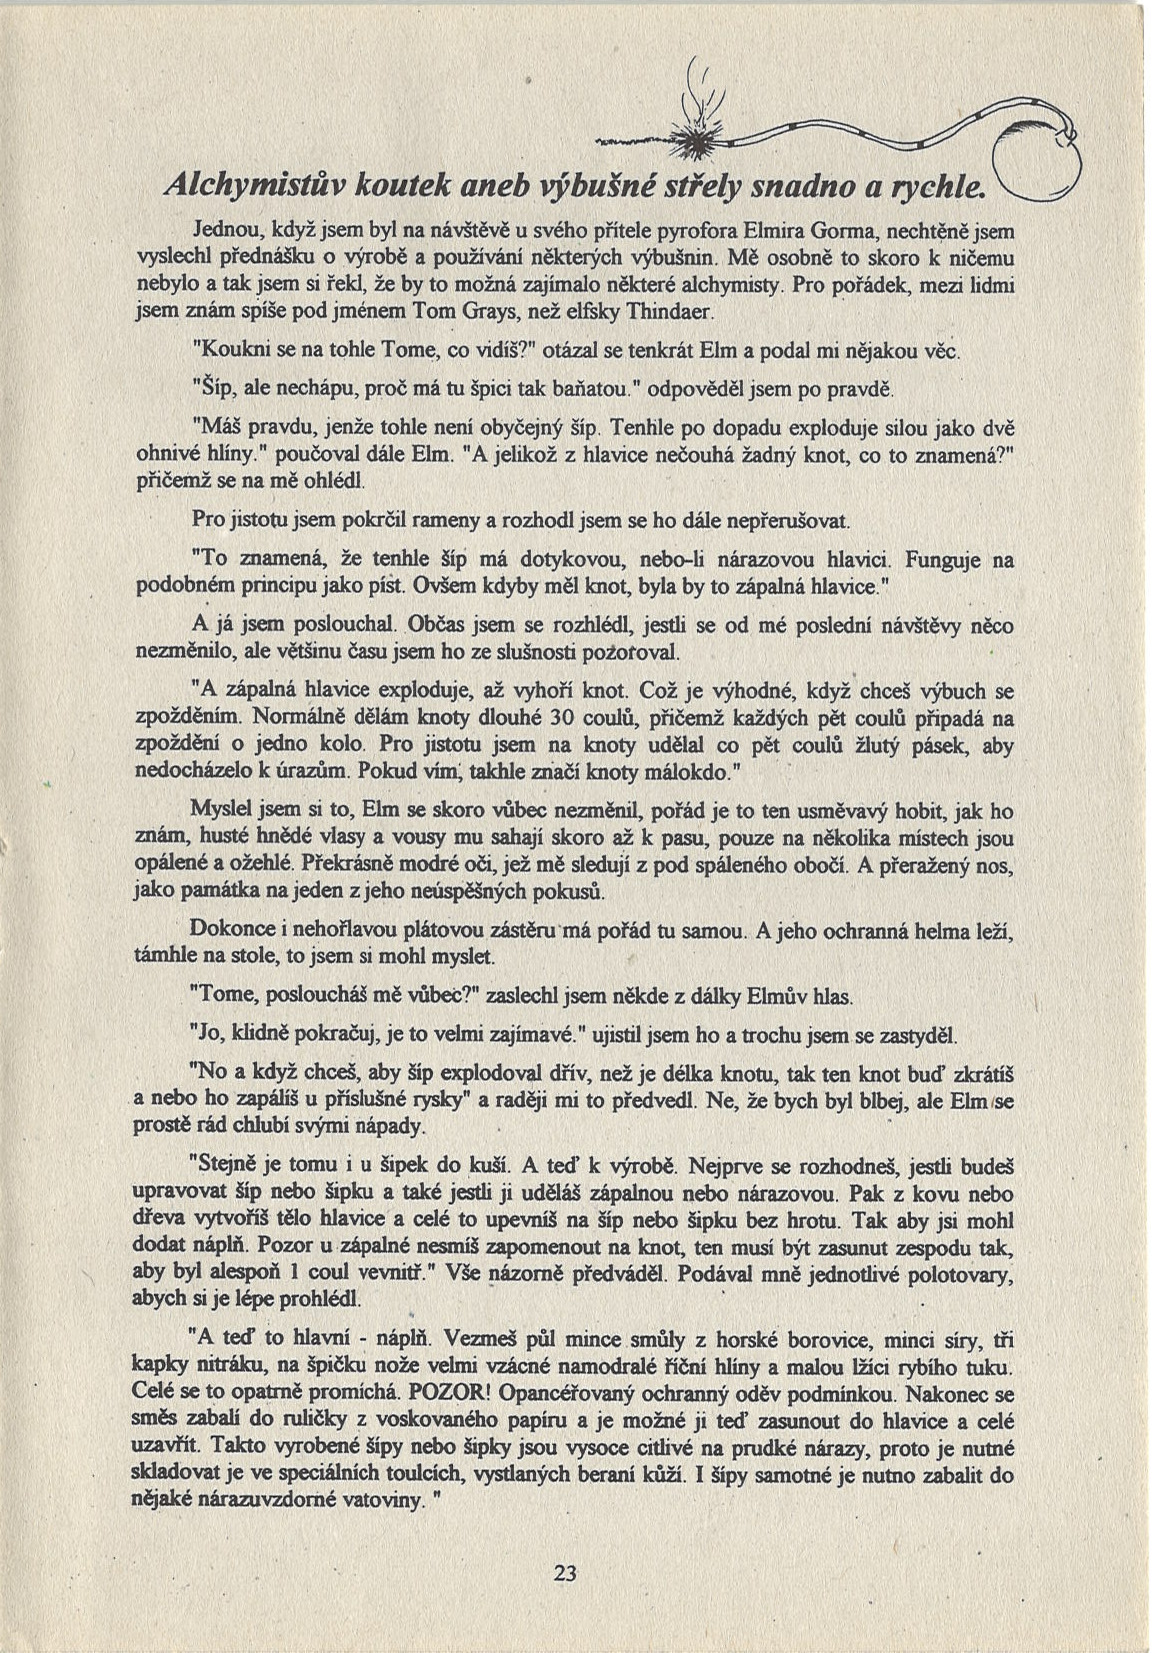 Alchymistův koutek aneb výbušné střely snadno a rychle.
Jednou, když jsem byl na návštěvě u svého přítele pyrofora Elmira Gorma, nechtěně jsem
vyslechl přednášku o výrobě a používání některých výbušnin. Mě osobně to skoro k ničemu
nebylo a tak jsem si řekl, že by to možná zajímalo některé alchymisty. Pro pořádek, mezi lidmi
jsem znám spíše pod jménem Tom Grays, než elfsky Thindaer.
"Koukni se na tohle Tome, co vidíš?" otázal se tenkrát Elm a podal mi nějakou věc.
"Šíp, ale nechápu, proč má tu špici tak baňatou." odpověděl jsem po pravdě.
"Máš pravdu, jenže tohle není obyčejný šíp. Tenhle po dopadu exploduje silou jako dvě
ohnivé hlíny." poučoval dále Elm. "A jelikož z hlavice nečouhá žadný knot, co to znamená?"
přičemž se na mě ohlédl.
Pro jistotu jsem pokrčil rameny a rozhodl jsem se ho dále nepřerušovat.
"To znamená, že tenhle šíp má dotykovou, nebo-li nárazovou hlavici. Funguje na
podobném principu jako píst. Ovšem kdyby měl knot, byla by to zápalná hlavice."
A já jsem poslouchal. Občas jsem se rozhlédl, jestli se od mé poslední návštěvy něco
nezměnilo, ale většinu času jsem ho ze slušnosti pozoroval.
"A zápalná hlavice exploduje, až vyhoří knot. Což je výhodné, když chceš výbuch se
zpožděním. Normálně dělám knoty dlouhé 30 coulů, přičemž každých pět coulů připadá na
zpoždění o jedno kolo. Pro jistotu jsem na knoty udělal co pět coulů žlutý pásek, aby
nedocházelo k úrazům. Pokud vím, takhle značí knoty málokdo."
Myslel jsem si to, Elm se skoro vůbec nezměnil, pořád je to ten usměvavý hobit, jak ho
znám, husté hnědé vlasy a vousy mu sahají skoro až k pasu, pouze na několika místech jsou
opálené a ožehlé. Překrásně modré oči, jež mě sledují z pod spáleného obočí. A přeražený nos,
jako památka na jeden z jeho neúspěšných pokusů.
Dokonce i nehořlavou plátovou zástěru má pořád tu samou. A jeho ochranná helma leží,
támhle na stole, to jsem si mohl myslet.
"Tome, posloucháš mě vůbec?" zaslechl jsem někde z dálky Elmův hlas.
"Jo, klidně pokračuj, je to velmi zajímavé." ujistil jsem ho a trochu jsem se zastyděl.
"No a když chceš, aby šíp explodoval dřív, než je délka knotu, tak ten knot buď zkrátíš
a nebo ho zapálíš u příslušné rysky" a raději mi to předvedl. Ne, že bych byl blbej, ale Elm se
prostě rád chlubí svými nápady.
"Stejně je tomu i u šipek do kuší. A teď k výrobě. Nejprve se rozhodneš, jestli budeš
upravovat šíp nebo šipku a také jestli ji uděláš zápalnou nebo nárazovou. Pak z kovu nebo
dřeva vytvoříš tělo hlavice a celé to upevníš na šíp nebo šipku bez hrotu. Tak aby jsi mohl
dodat náplň. Pozor u zápalné nesmíš zapomenout na knot, ten musí být zasunut zespodu tak,
aby byl alespoň 1 coul vevnitř." Vše názorně předváděl. Podával mně jednotlivé polotovary,
abych si je lépe prohlédl.
"A teď to hlavní - náplň. Vezmeš půl mince smůly z horské borovice, minci síry, tři
kapky nitráku, na špičku nože velmi vzácné namodralé říční hlíny a malou lžíci rybího tuku.
Celé se to opatrně promíchá. POZOR! Opancéřovaný ochranný oděv podmínkou. Nakonec se
směs zabalí do ruličky z voskovaného papíru a je možné ji teď zasunout do hlavice a celé
uzavřít. Takto vyrobené šípy nebo šipky jsou vysoce citlivé na prudké nárazy, proto je nutné
skladovat je ve speciálních toulcích, vystlaných beraní kůží. I šípy samotné je nutno zabalit do
nějaké nárazuvzdorné vatoviny. "
23